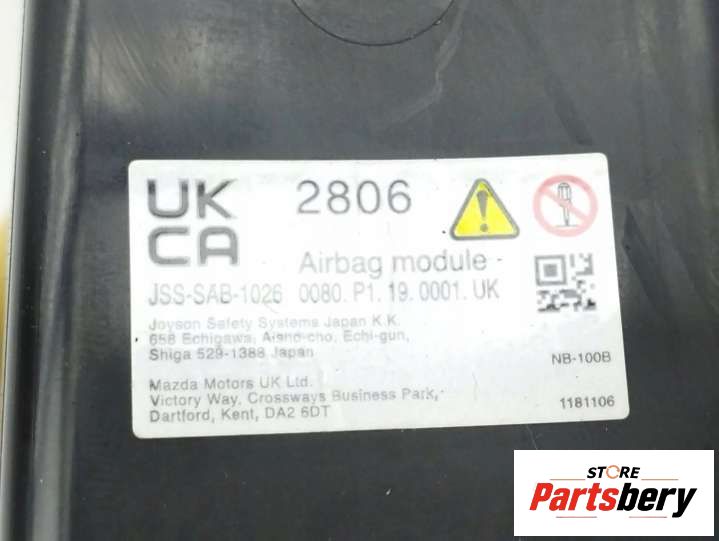 UK
CA
2806
Airbag module
JSS-SAB-1026 0080. P1. 19. 0001. UK
Joyson Safety Systems Japan K.K.
658 Echigawa, Aisho-cho, Echi-gun,
Shiga 529-1388 Japan
NB-100B
Mazda Motors UK Ltd.
Victory Way, Crossways Business Park,
Dartford, Kent, DA2 6DT
1181106
STORE
Partsbery